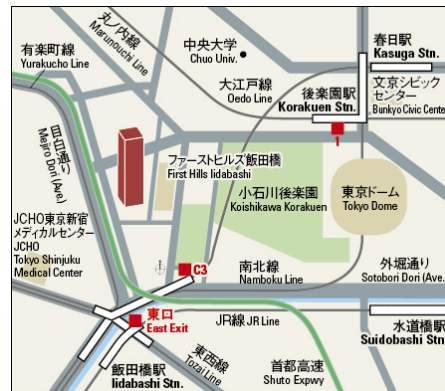 丸ノ内線
Marunouchi Line
有楽町線
Yurakucho Line
中央大学
Chuo Univ.
春日駅
Kasuga Stn.
大江戸線
Oedo Line
後楽園駅
Korakuen Stn.
文京シビック
センター
Bunkyo Civic Center
1
目白通り
Mejiro Dori (Ave.)
ファーストヒルズ飯田橋
First Hills Iidabashi
小石川後楽園
Koishikawa Korakuen
東京ドーム
Tokyo Dome
JCHO東京新宿
メディカルセンター
JCHO
Tokyo Shinjuku
Medical Center
C3
南北線
Namboku Line
外堀通り
Sotobori Dori (Ave.)
東口
East Exit
JR線 JR Line
水道橋駅
Suidobashi Stn.
飯田橋駅
Iidabashi Stn.
東西線
Tozai Line
首都高速
Shuto Expwy